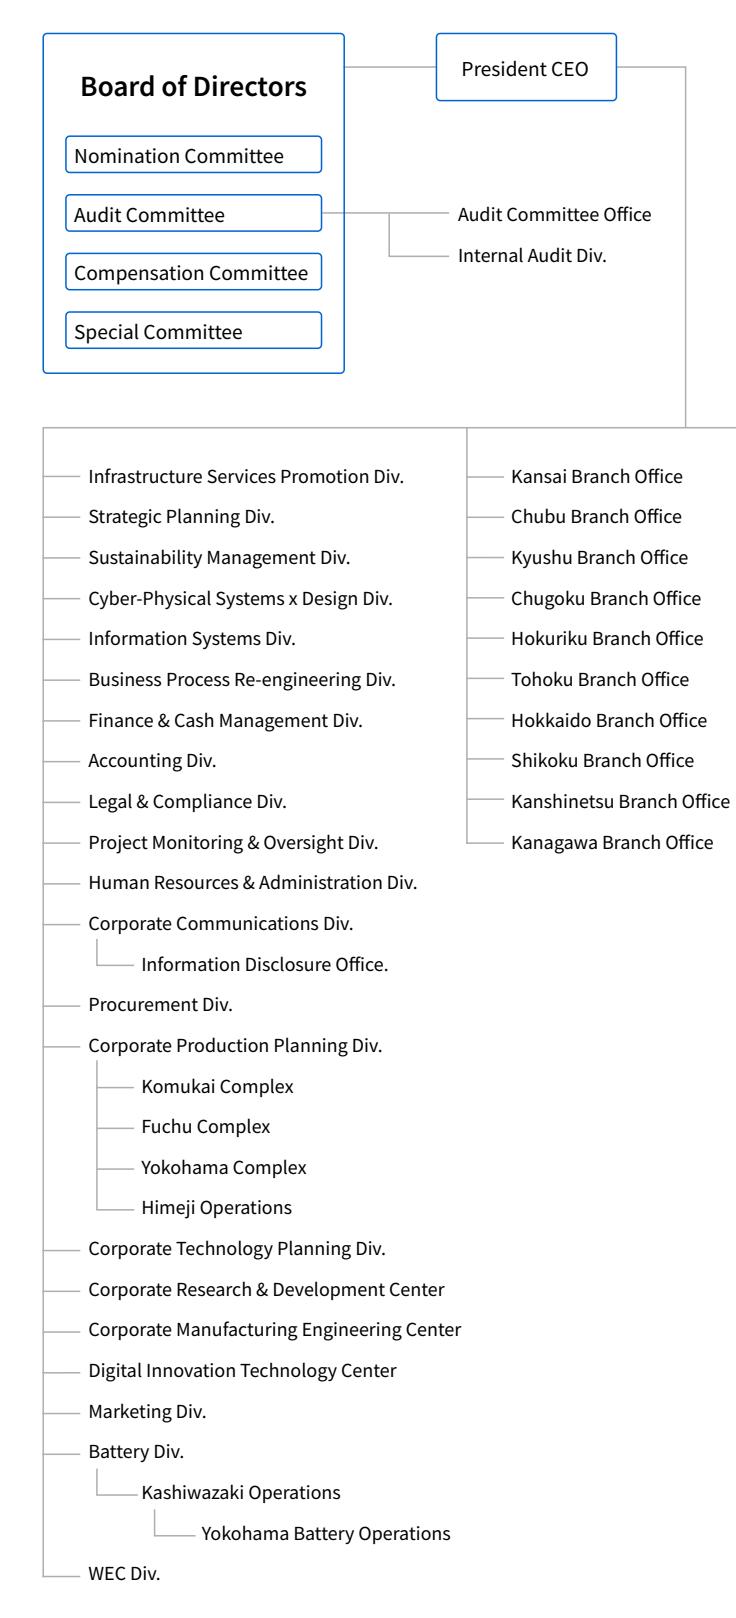 Board of Directors
President CEO
Nomination Committee
Audit Committee
Audit Committee Office
Internal Audit Div.
Compensation Committee
Special Committee
Infrastructure Services Promotion Div.
Strategic Planning Div.
Sustainability Management Div.
Cyber-Physical Systems x Design Div.
Information Systems Div.
Business Process Re-engineering Div.
Finance & Cash Management Div.
Accounting Div.
Legal & Compliance Div.
Project Monitoring & Oversight Div.
Human Resources & Administration Div.
Corporate Communications Div.
Information Disclosure Office.
Procurement Div.
Corporate Production Planning Div.
Komukai Complex
Fuchu Complex
Yokohama Complex
Himeji Operations
Corporate Technology Planning Div.
Corporate Research & Development Center
Corporate Manufacturing Engineering Center
Digital Innovation Technology Center
Marketing Div.
Battery Div.
Kashiwazaki Operations
Yokohama Battery Operations
WEC Div.
Kansai Branch Office
Chubu Branch Office
Kyushu Branch Office
Chugoku Branch Office
Hokuriku Branch Office
Tohoku Branch Office
Hokkaido Branch Office
Shikoku Branch Office
Kanshinetsu Branch Office
Kanagawa Branch Office